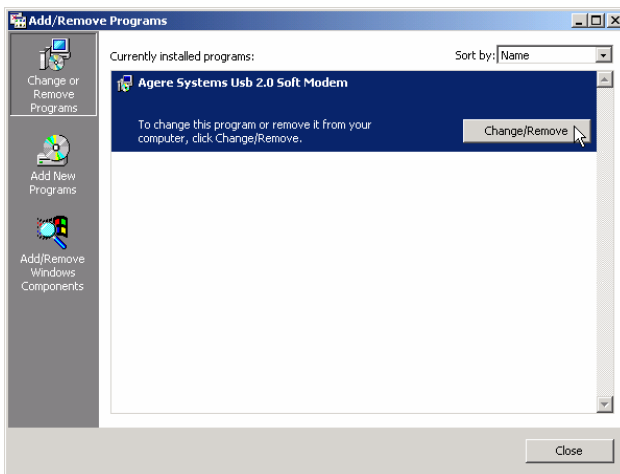 Add/Remove Programs
Change or
Remove
Programs
Add New
Programs
Add/Remove
Windows
Components
Currently installed programs:
Sort by: Name
Agere Systems Usb 2.0 Soft Modem
To change this program or remove it from your
computer, click Change/Remove.
Change/Remove
Close